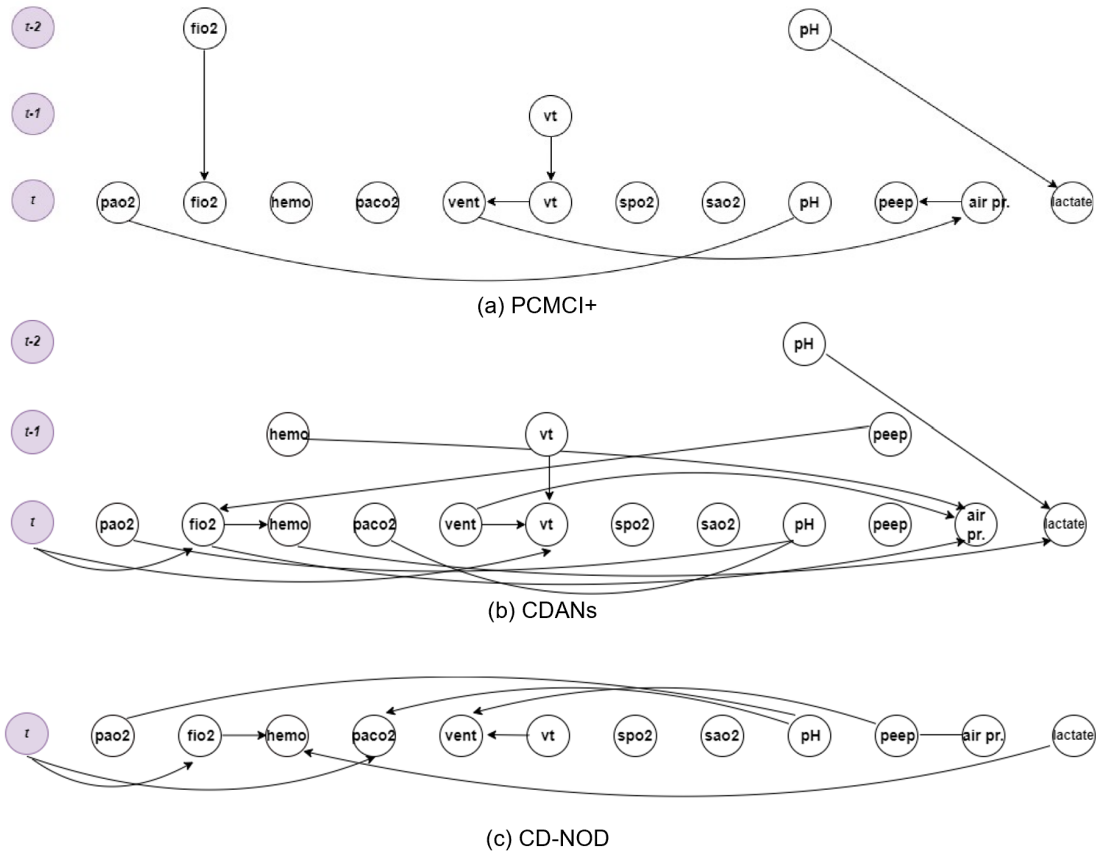 t-2 fio2 pH
t-1 vt
t pao2 fio2 hemo paco2 vent vt spo2 sao2 pH peep air pr. lactate
(a) PCMCI+
t-2 pH
t-1 hemo vt peep
t pao2 fio2 hemo paco2 vent vt spo2 sao2 pH peep air pr. lactate
(b) CDANs
t pao2 fio2 hemo paco2 vent vt spo2 sao2 pH peep air pr. lactate
(c) CD-NOD